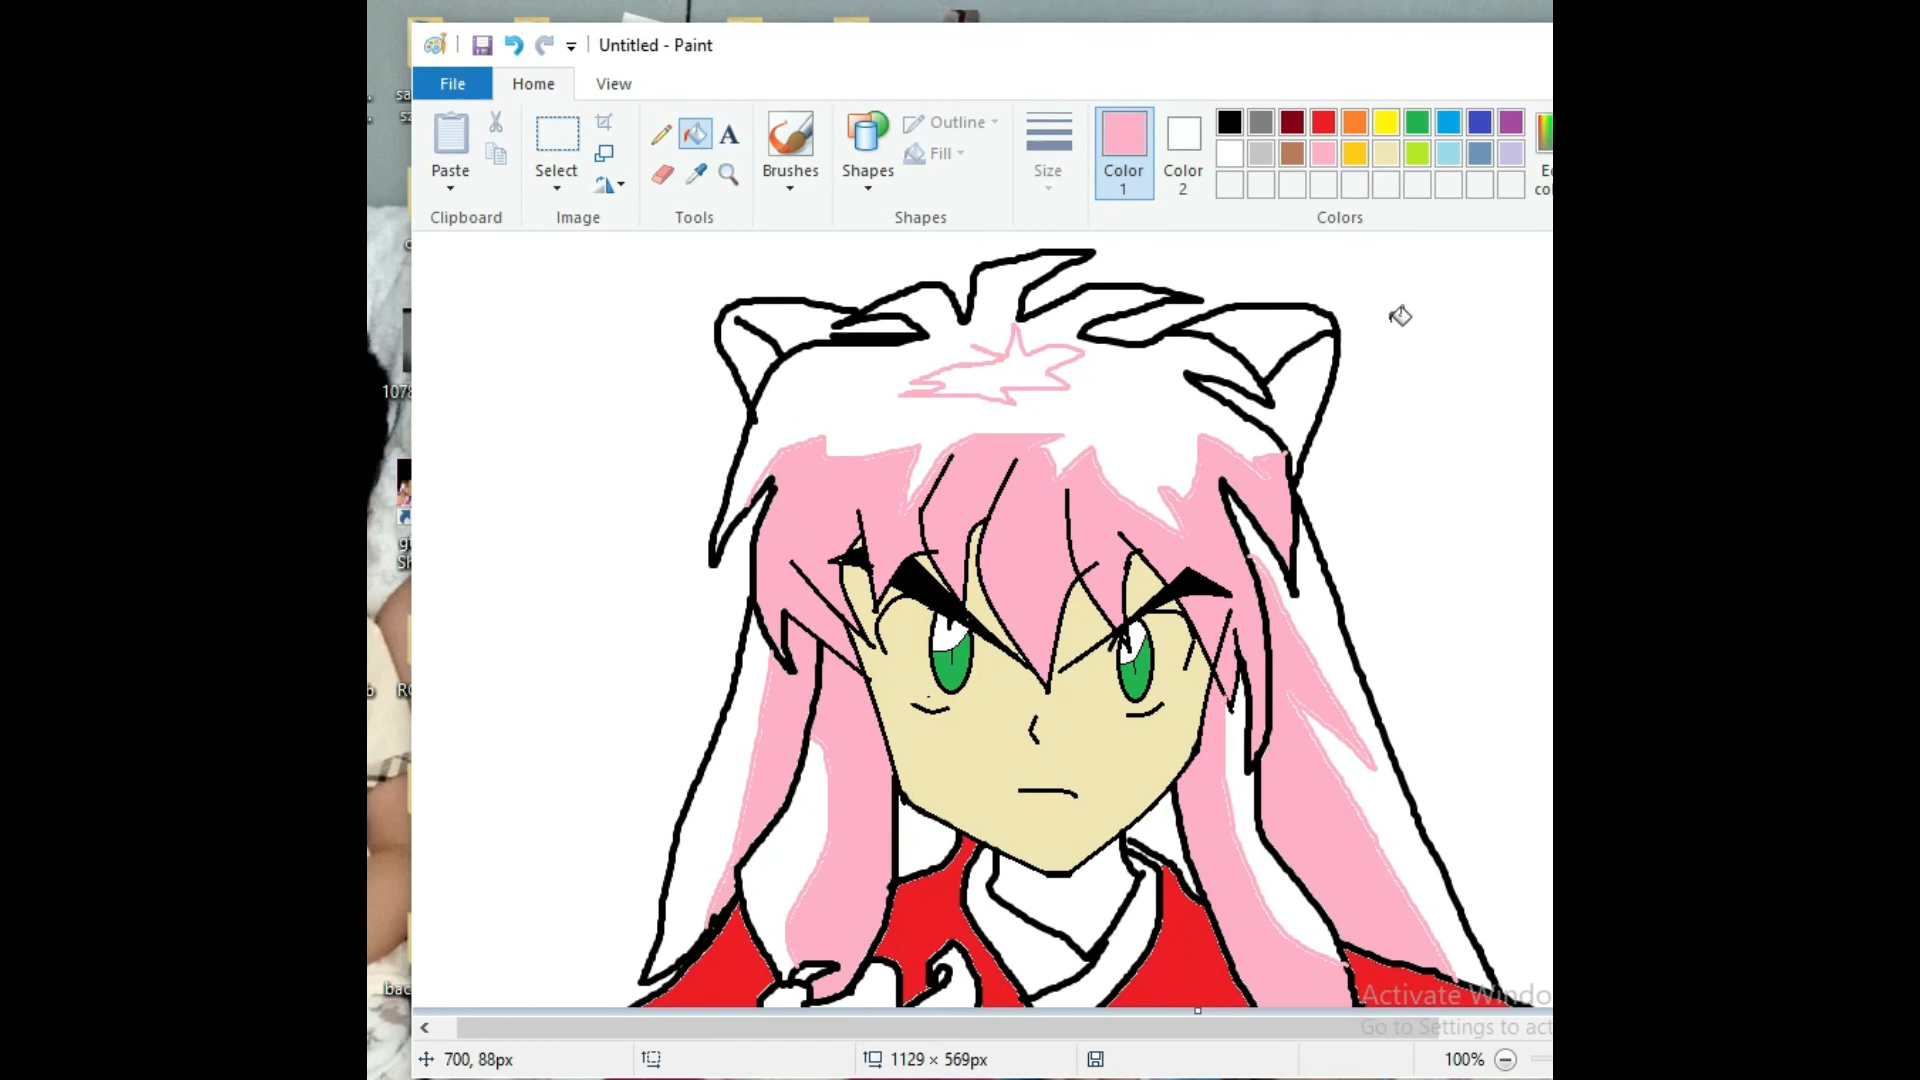 Untitled - Paint
File Home View
Paste
Select
Brushes
Shapes
Outline
Fill
Size
Color
1
Color
2
Clipboard
Image
Tools
Shapes
Colors
1078
Activate Windo
Go to Settings to act
700, 88px
1129 × 569px
100%